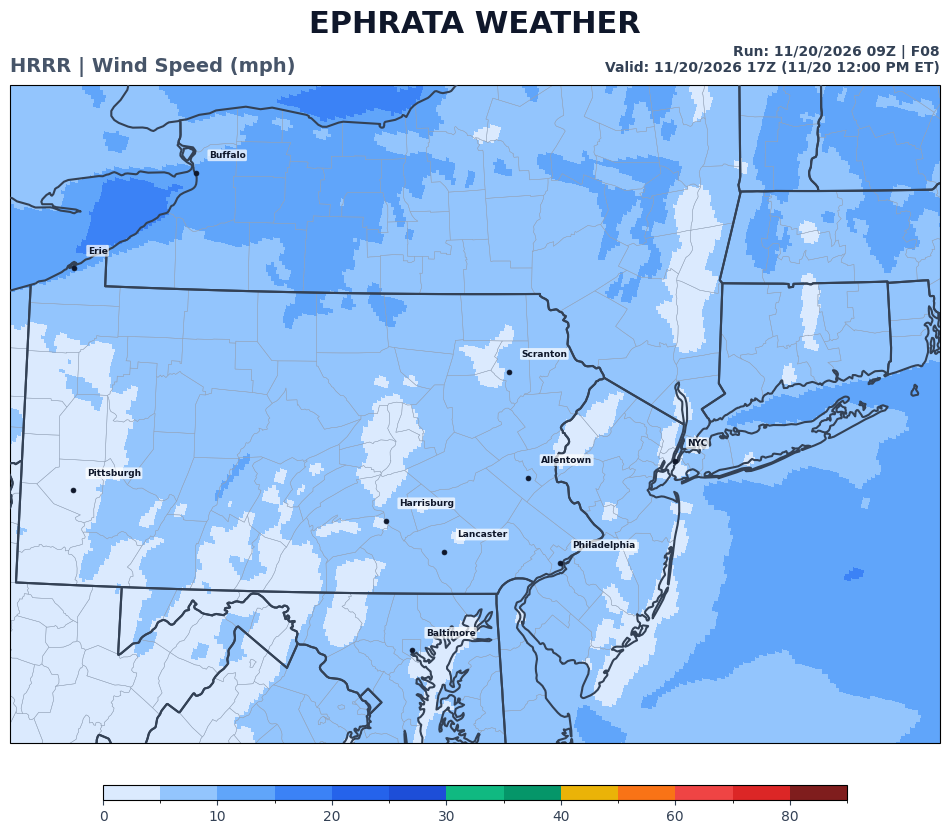 EPHRATA WEATHER
HRRR | Wind Speed (mph)
Run: 11/20/2026 09Z | F08
Valid: 11/20/2026 17Z (11/20 12:00 PM ET)
Buffalo
Erie
Scranton
NYC
Allentown
Pittsburgh
Harrisburg
Lancaster
Philadelphia
Baltimore
0 10 20 30 40 50 60 70 80